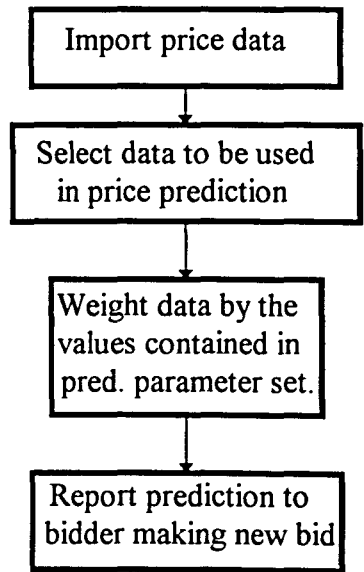 Import price data
Select data to be used
in price prediction
Weight data by the
values contained in
pred. parameter set.
Report prediction to
bidder making new bid